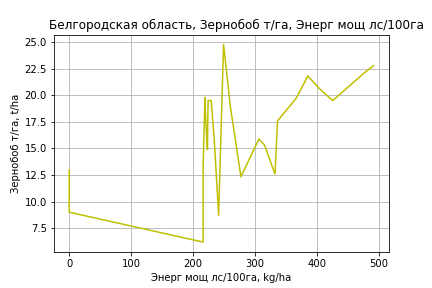 Белгородская область, Зернобоб т/га, Энерг мощ лс/100га
25.0
22.5
20.0
17.5
15.0
12.5
10.0
7.5
Зернобоб т/га, t/ha
0 100 200 300 400 500
Энерг мощ лс/100га, kg/ha